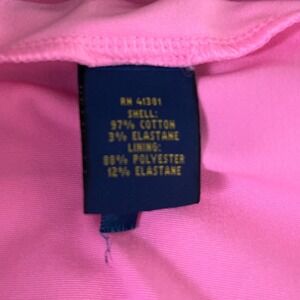 RN 41381
SHELL:
97% COTTON
3% ELASTANE
LINING:
88% POLYESTER
12% ELASTANE